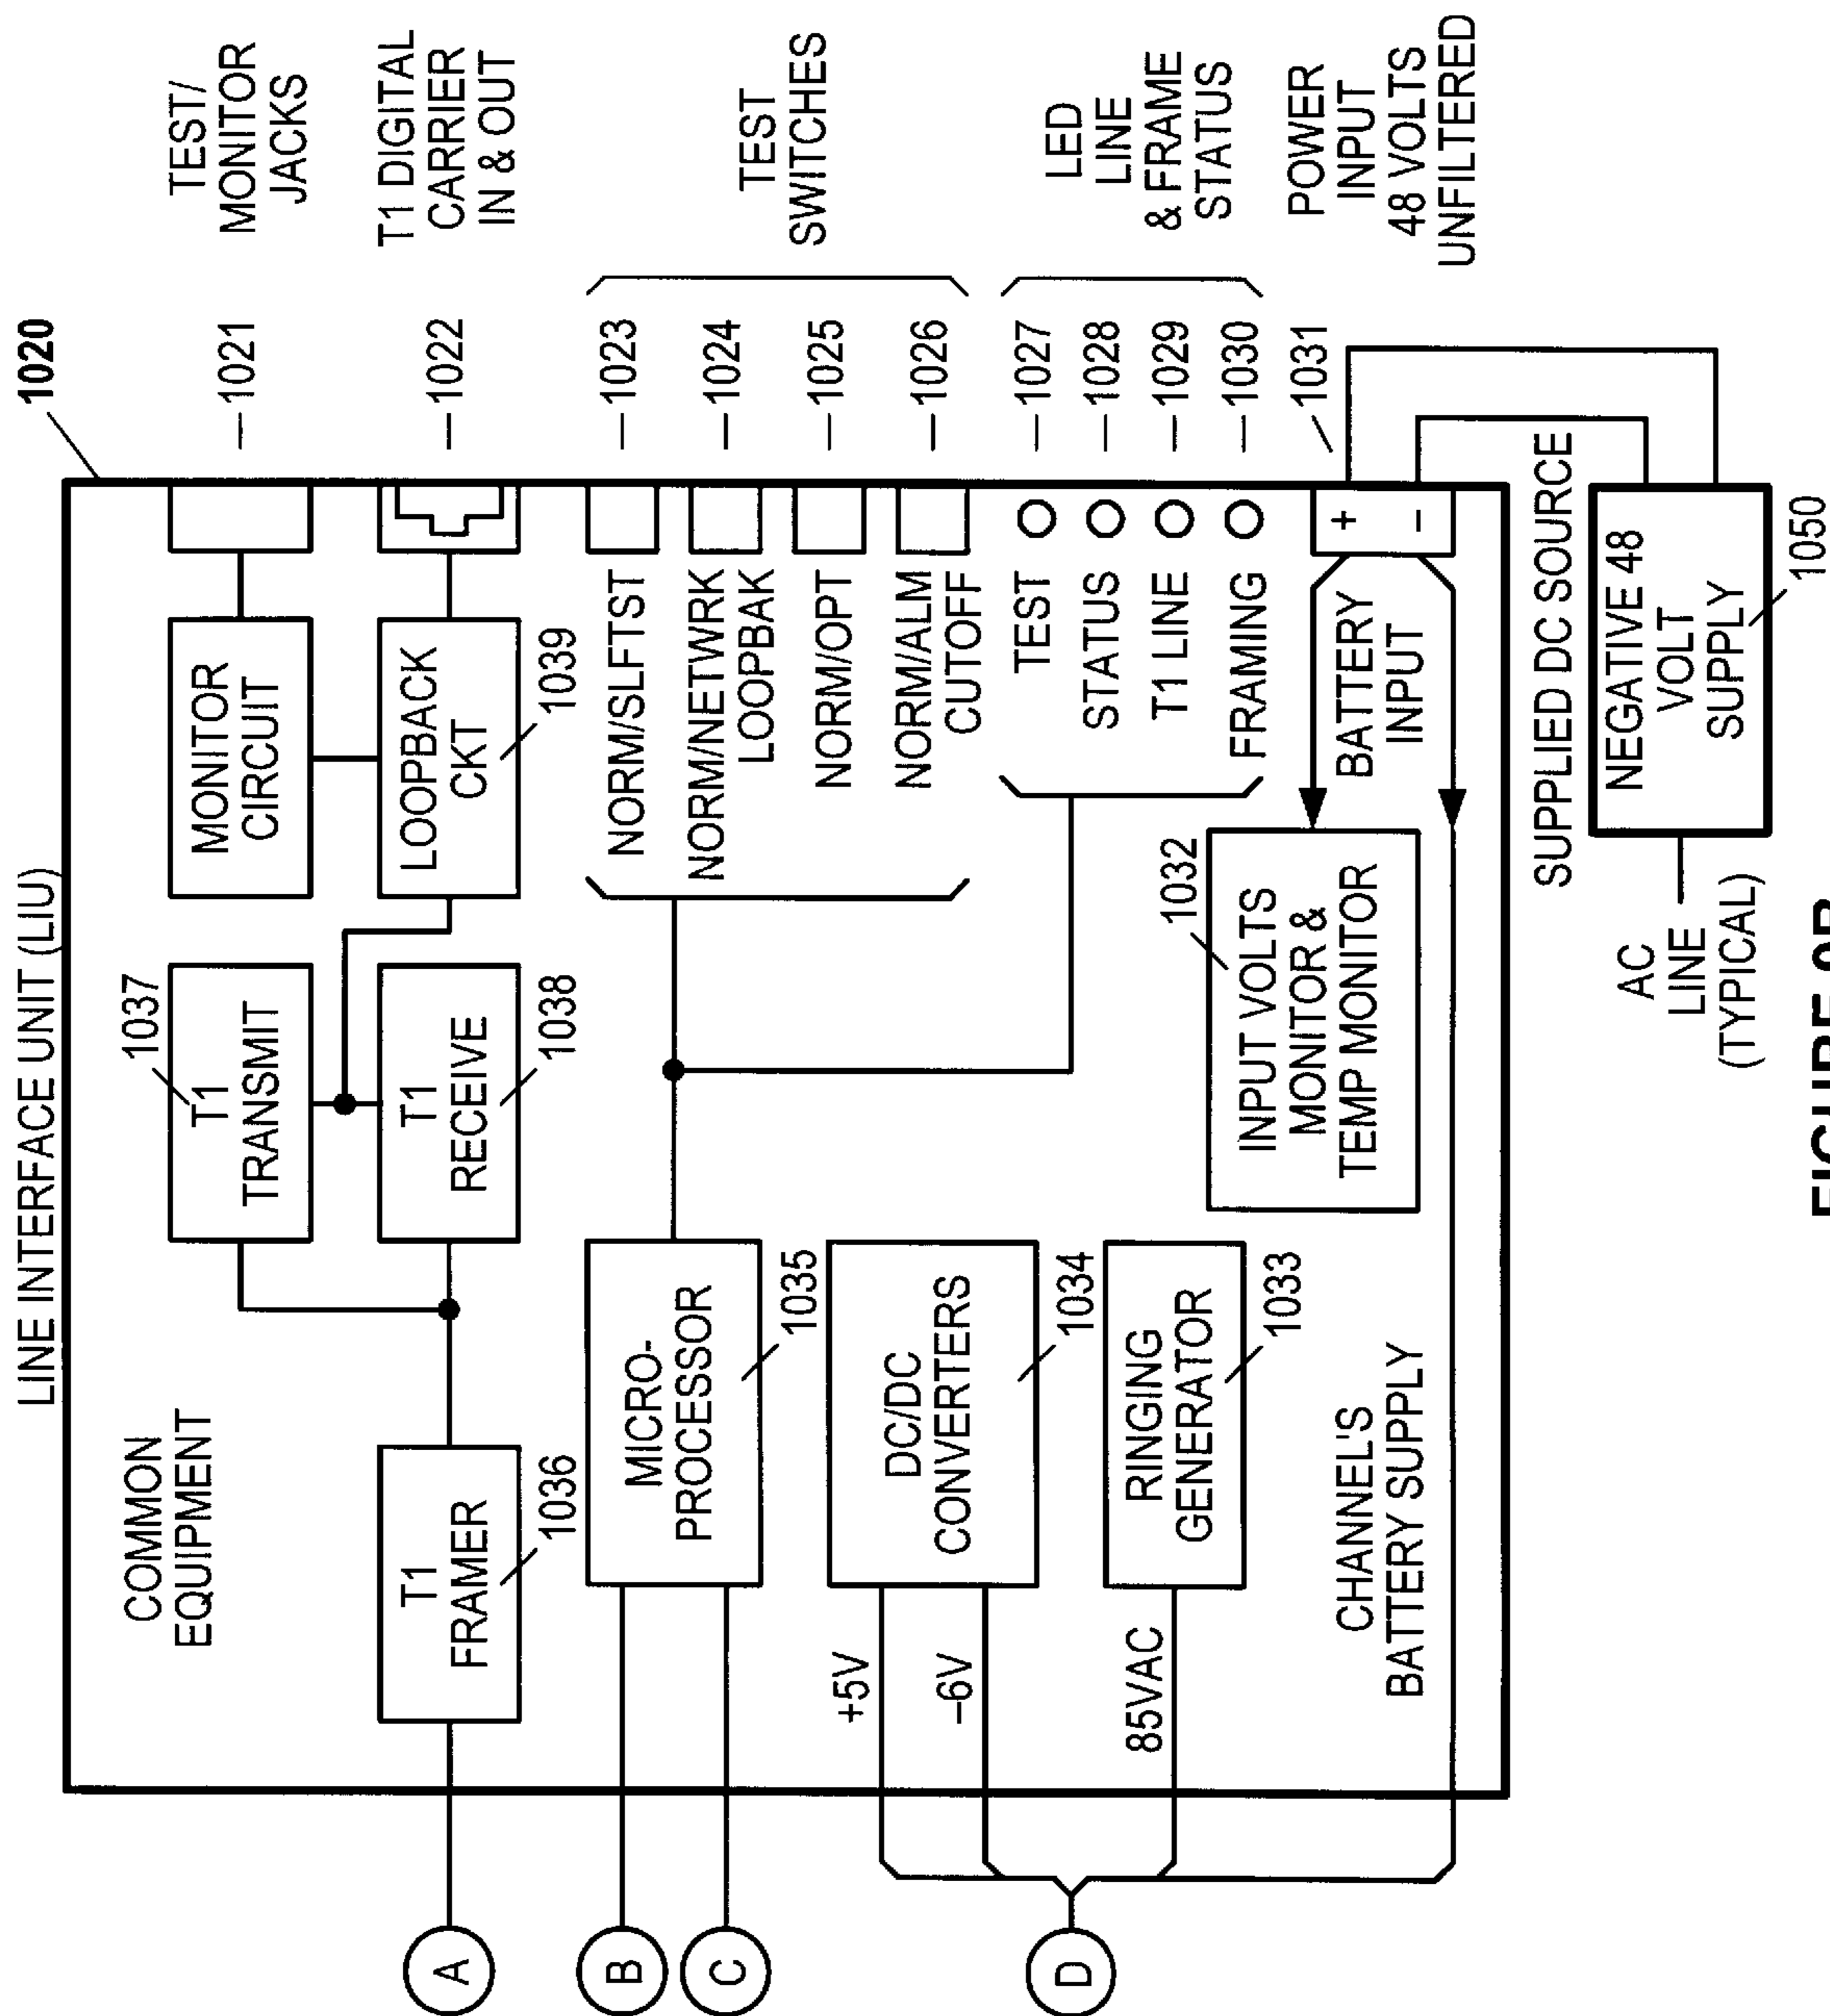 LINE INTERFACE UNIT (LIU)
1020
COMMON
EQUIPMENT
T1
FRAMER
1036
T1
TRANSMIT
1037
T1
RECEIVE
1038
MONITOR
CIRCUIT
LOOPBACK
CKT
1039
1021
TEST/
MONITOR
JACKS
1022
T1 DIGITAL
CARRIER
IN & OUT
MICRO-
PROCESSOR
1035
NORM/SLFTST
NORM/NETWRK
LOOPBAK
NORM/OPT
NORM/ALM
CUTOFF
1023
1024
1025
1026
TEST
SWITCHES
TEST
STATUS
T1 LINE
FRAMING
1027
1028
1029
1030
LED
LINE
& FRAME
STATUS
DC/DC
CONVERTERS
1034
+5V
–6V
RINGING
GENERATOR
1033
85VAC
INPUT VOLTS
MONITOR &
TEMP MONITOR
1032
BATTERY
INPUT
+
–
1031
POWER
INPUT
48 VOLTS
UNFILTERED
CHANNEL'S
BATTERY SUPPLY
A
B
C
D
SUPPLIED DC SOURCE
NEGATIVE 48
VOLT
SUPPLY
1050
AC
LINE
(TYPICAL)